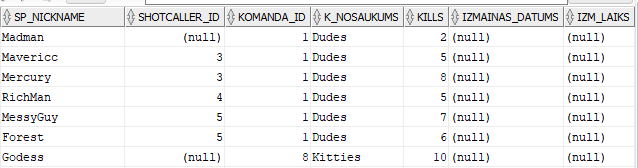 SP_NICKNAME SHOTCALLER_ID KOMANDA_ID K_NOSAUKUMS KILLS IZMAINAS_DATUMS IZM_LAIKS
Madman (null) 1 Dudes 2 (null) (null)
Mavericc 3 1 Dudes 5 (null) (null)
Mercury 3 1 Dudes 8 (null) (null)
RichMan 4 1 Dudes 5 (null) (null)
MessyGuy 5 1 Dudes 7 (null) (null)
Forest 5 1 Dudes 6 (null) (null)
Godess (null) 8 Kitties 10 (null) (null)